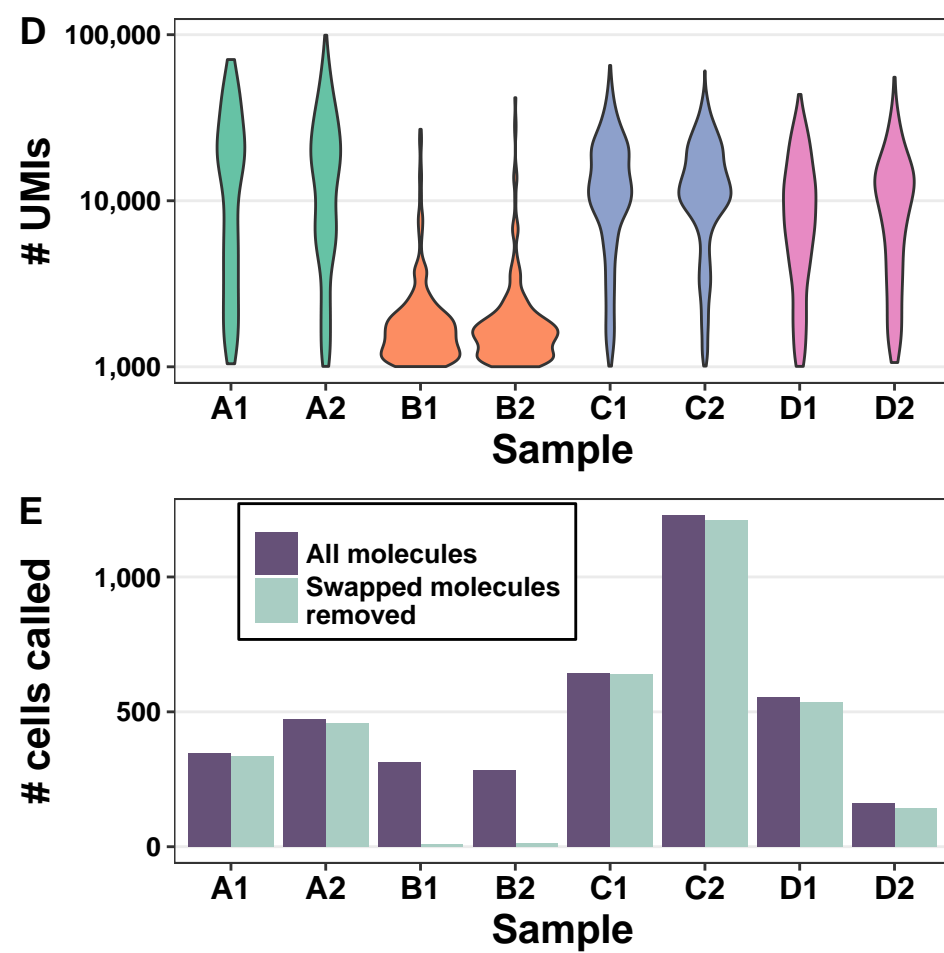 D
100,000
10,000
1,000
# UMIs
A1 A2 B1 B2 C1 C2 D1 D2
Sample
E
1,000
500
0
# cells called
All molecules
Swapped molecules
removed
A1 A2 B1 B2 C1 C2 D1 D2
Sample